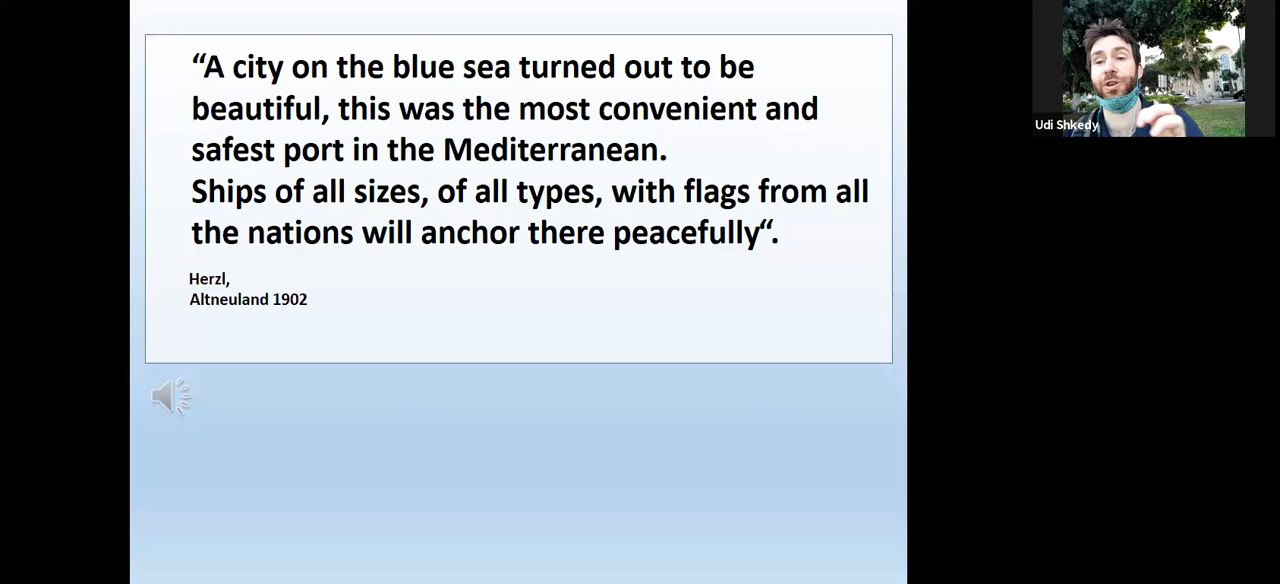 “A city on the blue sea turned out to be
beautiful, this was the most convenient and
safest port in the Mediterranean.
Ships of all sizes, of all types, with flags from all
the nations will anchor there peacefully“.
Herzl,
Altneuland 1902
Udi Shkedy